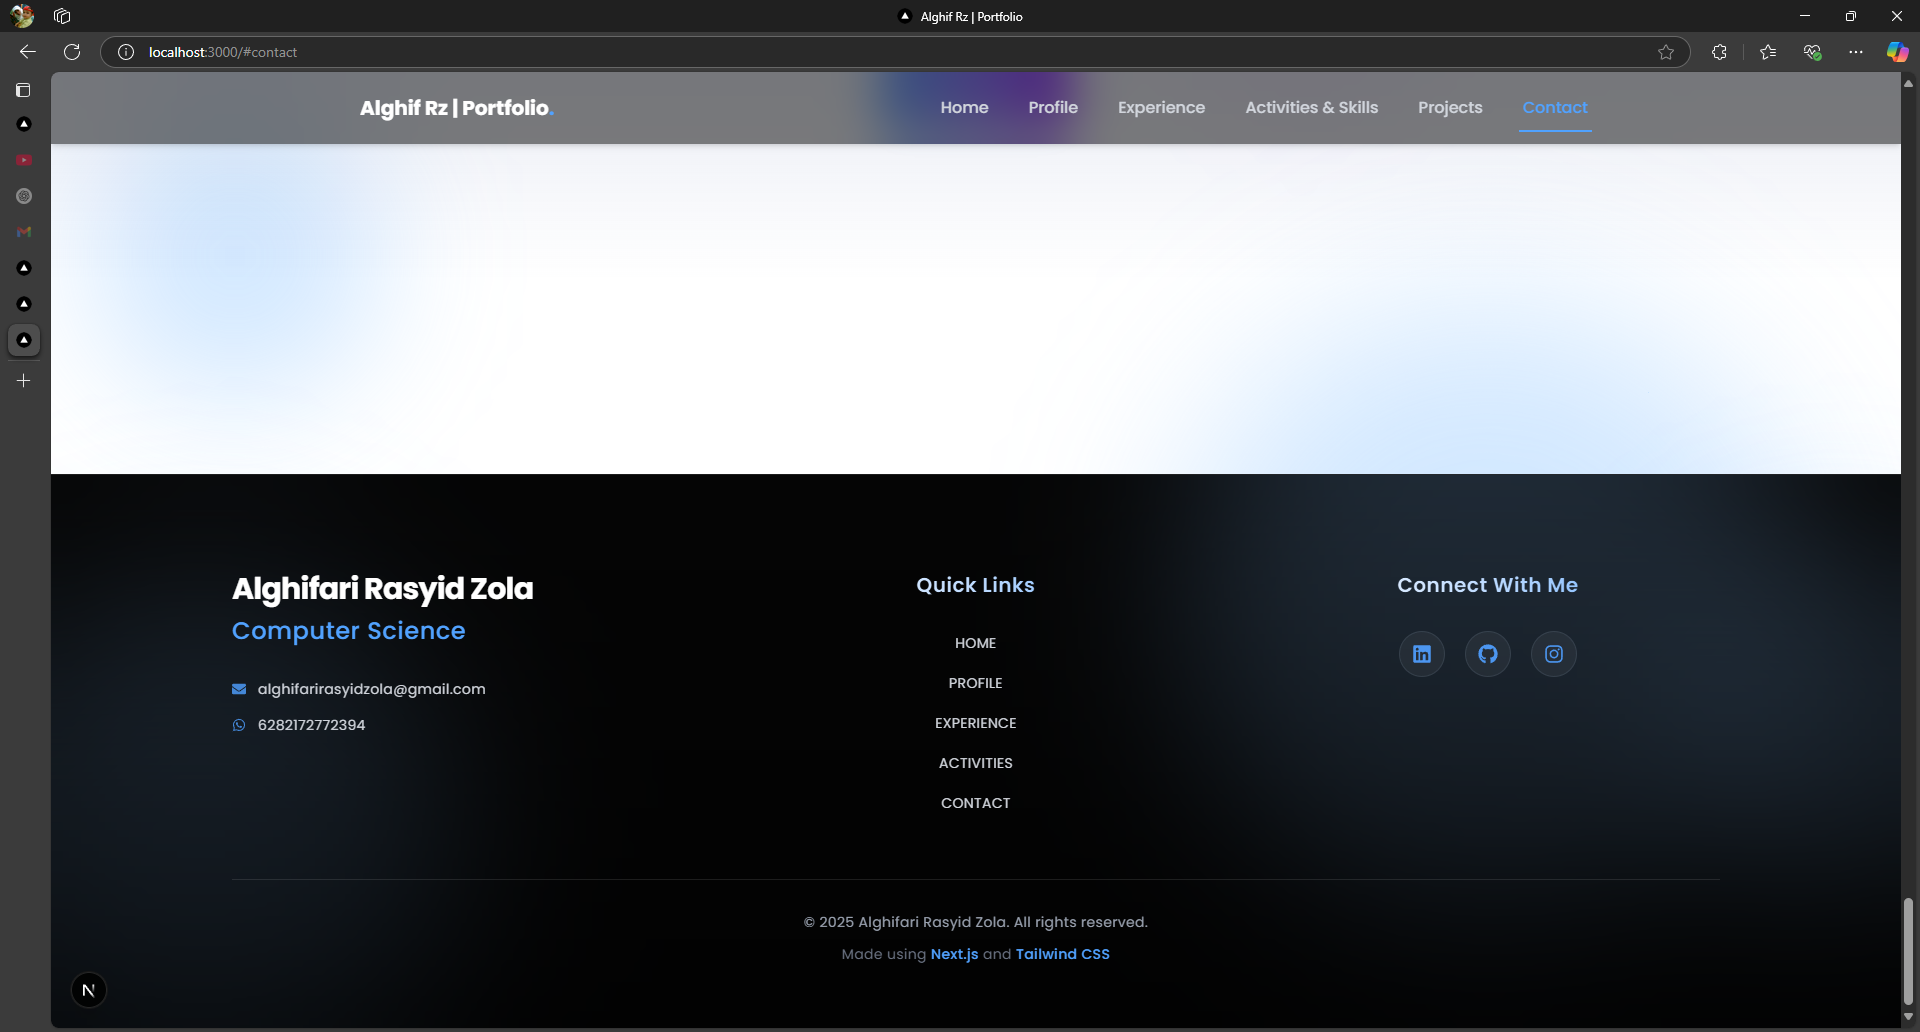 Alghif Rz | Portfolio
localhost:3000/#contact
Alghif Rz | Portfolio.
Home Profile Experience Activities & Skills Projects Contact
Alghifari Rasyid Zola
Computer Science
alghifarirasyidzola@gmail.com
6282172772394
Quick Links
HOME
PROFILE
EXPERIENCE
ACTIVITIES
CONTACT
Connect With Me
© 2025 Alghifari Rasyid Zola. All rights reserved.
Made using Next.js and Tailwind CSS
N